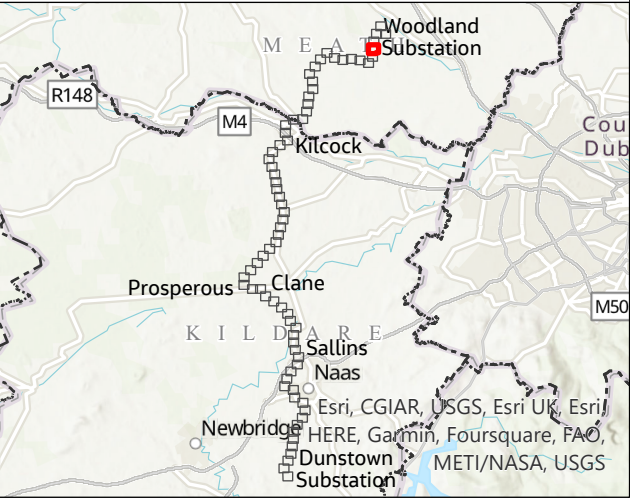 Woodland
Substation
M E A T H
R148
M4
Cou
Dub
Kilcock
Prosperous
Clane
M50
K I L D A R E
Sallins
Naas
Esri, CGIAR, USGS, Esri UK, Esri,
Newbridge
HERE, Garmin, Foursquare, FAO,
METI/NASA, USGS
Dunstown
Substation